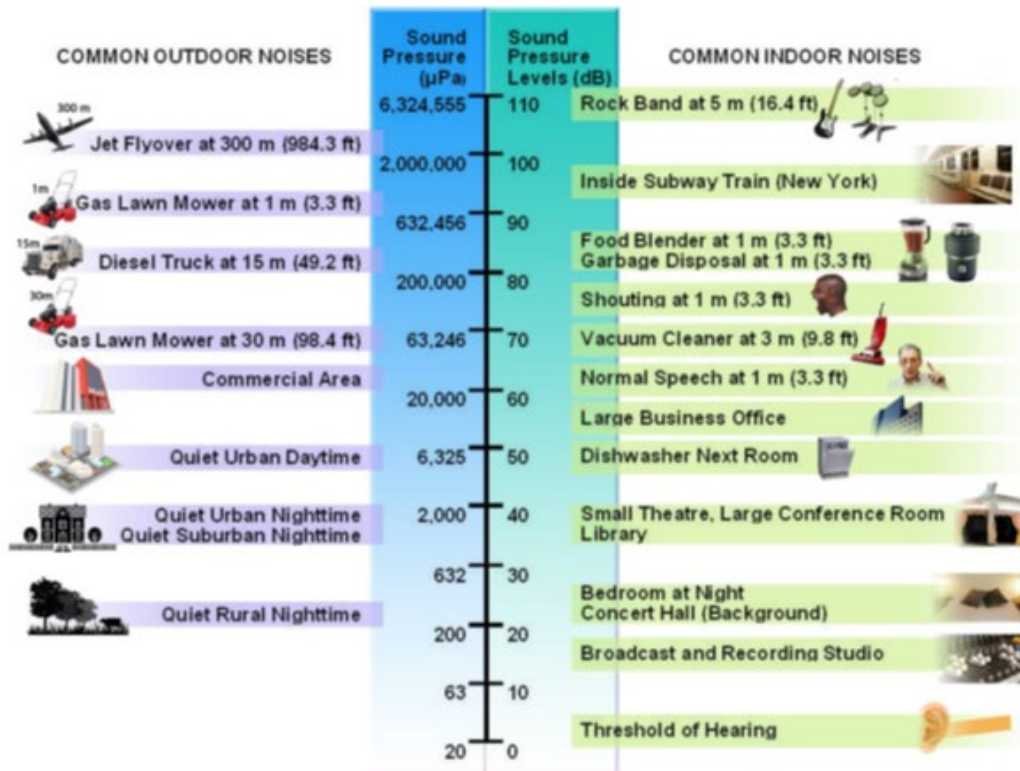 COMMON OUTDOOR NOISES
Sound
Pressure
(µPa)
Sound
Pressure
Levels (dB)
COMMON INDOOR NOISES
6,324,555
110
Rock Band at 5 m (16.4 ft)
300 m
Jet Flyover at 300 m (984.3 ft)
2,000,000
100
Inside Subway Train (New York)
1m
Gas Lawn Mower at 1 m (3.3 ft)
632,456
90
Food Blender at 1 m (3.3 ft)
Garbage Disposal at 1 m (3.3 ft)
15m
Diesel Truck at 15 m (49.2 ft)
200,000
80
Shouting at 1 m (3.3 ft)
30m
Gas Lawn Mower at 30 m (98.4 ft)
63,246
70
Vacuum Cleaner at 3 m (9.8 ft)
Commercial Area
Normal Speech at 1 m (3.3 ft)
20,000
60
Large Business Office
Quiet Urban Daytime
6,325
50
Dishwasher Next Room
Quiet Urban Nighttime
Quiet Suburban Nighttime
2,000
40
Small Theatre, Large Conference Room
Library
632
30
Bedroom at Night
Concert Hall (Background)
Quiet Rural Nighttime
200
20
Broadcast and Recording Studio
63
10
Threshold of Hearing
20
0